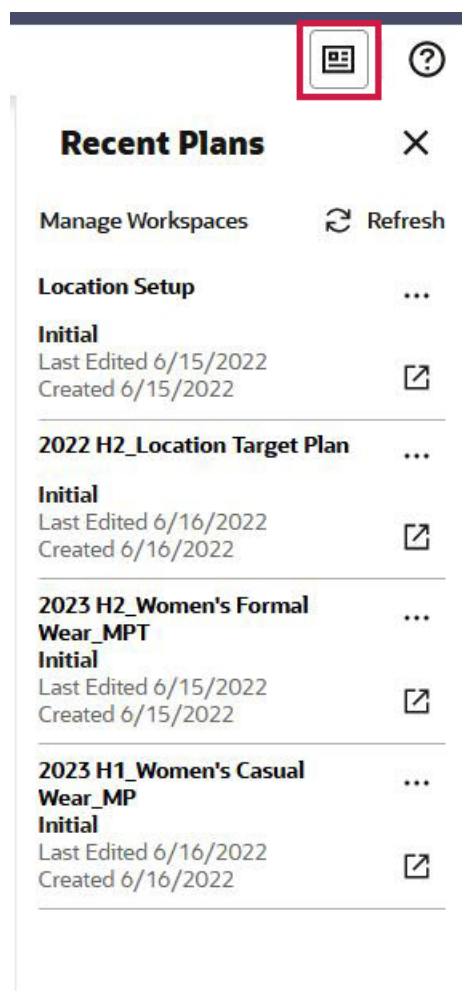 Recent Plans
Manage Workspaces Refresh
Location Setup
Initial
Last Edited 6/15/2022
Created 6/15/2022
2022 H2_Location Target Plan
Initial
Last Edited 6/16/2022
Created 6/16/2022
2023 H2_Women's Formal
Wear_MPT
Initial
Last Edited 6/15/2022
Created 6/15/2022
2023 H1_Women's Casual
Wear_MP
Initial
Last Edited 6/16/2022
Created 6/16/2022